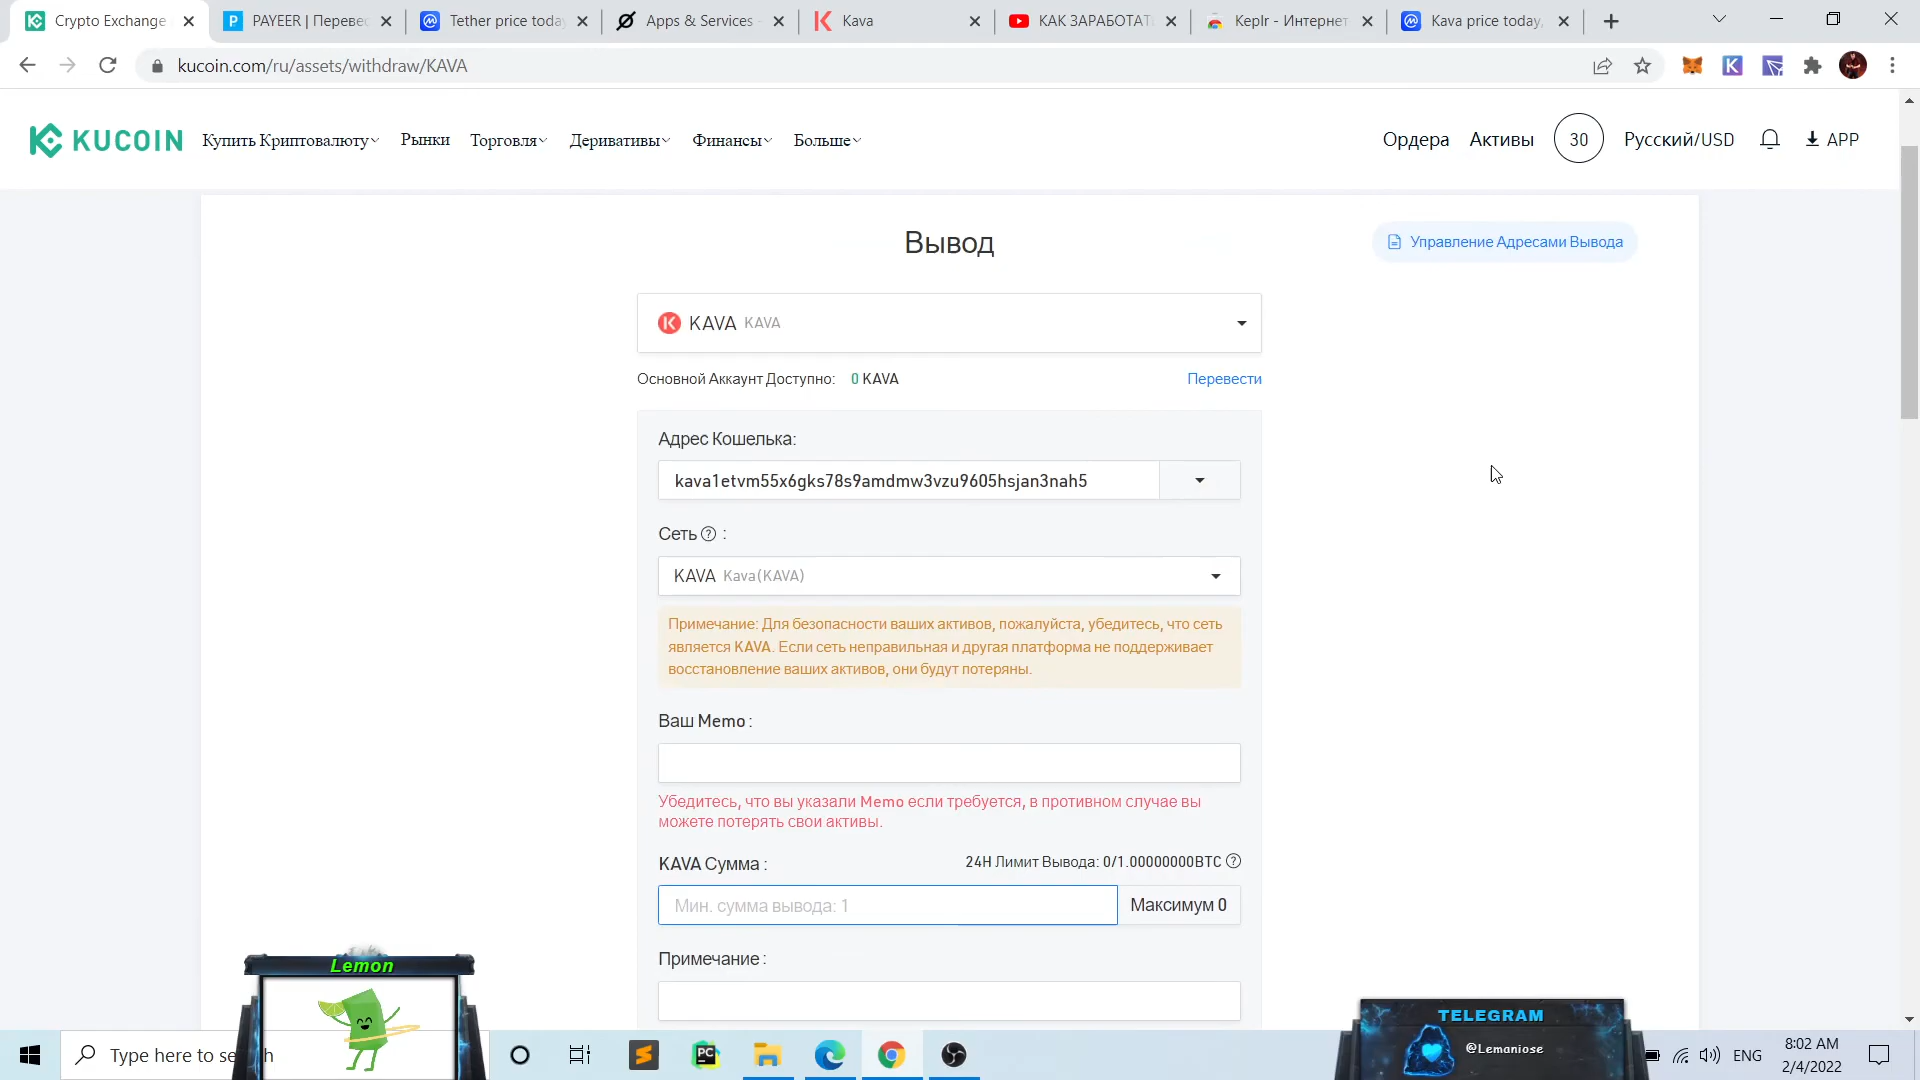 Crypto Exchange
PAYEER | Перевес
Tether price today
Apps & Services -
Kava
КАК ЗАРАБОТАТЬ
Keplr - Интернет
Kava price today,
kucoin.com/ru/assets/withdraw/KAVA
KUCOIN
Купить Криптовалюту
Рынки
Торговля
Деривативы
Финансы
Больше
Ордера
Активы
30
Русский/USD
APP
Вывод
Управление Адресами Вывода
KAVA KAVA
Основной Аккаунт Доступно: 0 KAVA
Перевести
Адрес Кошелька:
kava1etvm55x6gks78s9amdmw3vzu9605hsjan3nah5
Сеть ? :
KAVA Kava(KAVA)
Примечание: Для безопасности ваших активов, пожалуйста, убедитесь, что сеть
является KAVA. Если сеть неправильная и другая платформа не поддерживает
восстановление ваших активов, они будут потеряны.
Ваш Memo :
Убедитесь, что вы указали Memo если требуется, в противном случае вы
можете потерять свои активы.
KAVA Сумма :
24H Лимит Вывода: 0/1.00000000BTC ?
Мин. сумма вывода: 1
Максимум 0
Примечание :
Lemon
TELEGRAM
@Lemaniose
Type here to se h
PC
ENG
8:02 AM
2/4/2022